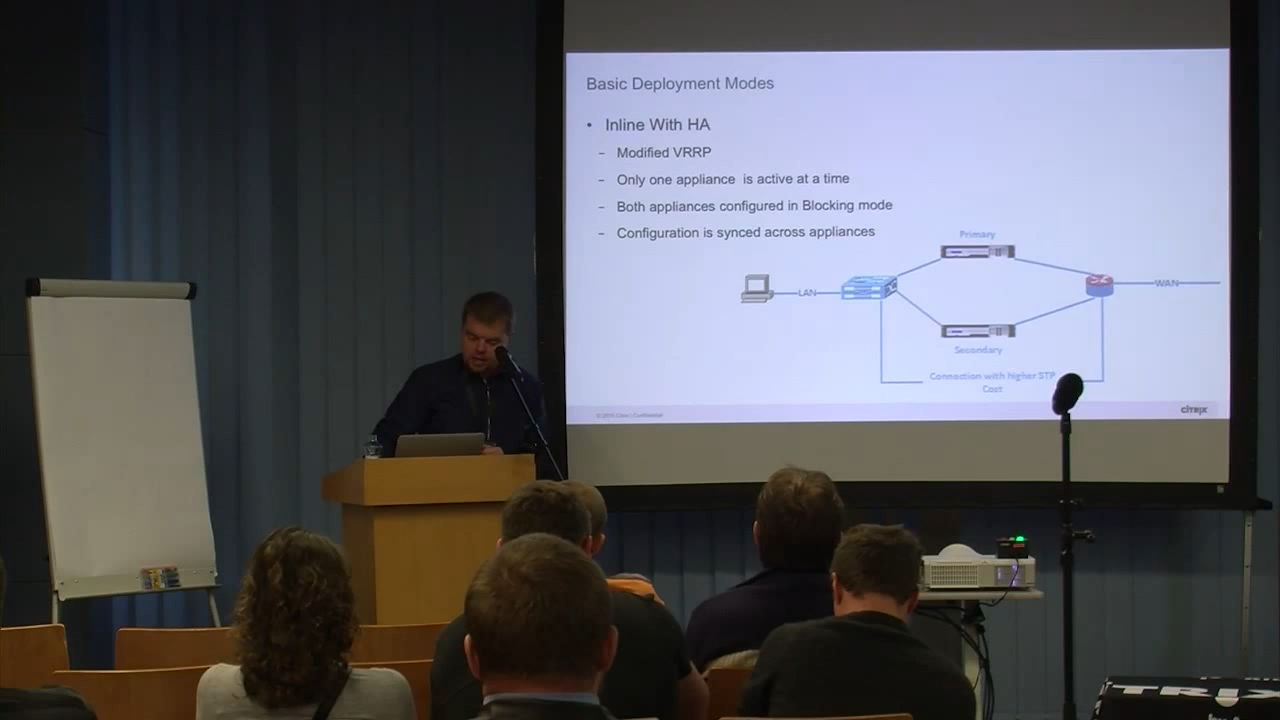 Basic Deployment Modes
• Inline With HA
– Modified VRRP
– Only one appliance is active at a time
– Both appliances configured in Blocking mode
– Configuration is synced across appliances
Primary
LAN
WAN
Secondary
Connection with higher STP
Cost
CITRIX